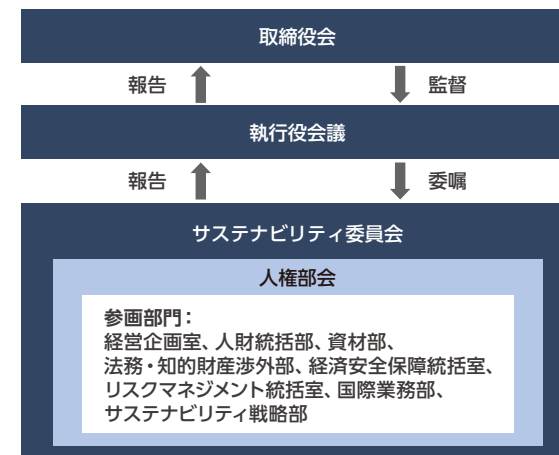 取締役会
報告 監督
執行役会議
報告 委嘱
サステナビリティ委員会
人権部会
参画部門：
経営企画室、人財統括部、資材部、
法務・知的財産渉外部、経済安全保障統括室、
リスクマネジメント統括室、国際業務部、
サステナビリティ戦略部